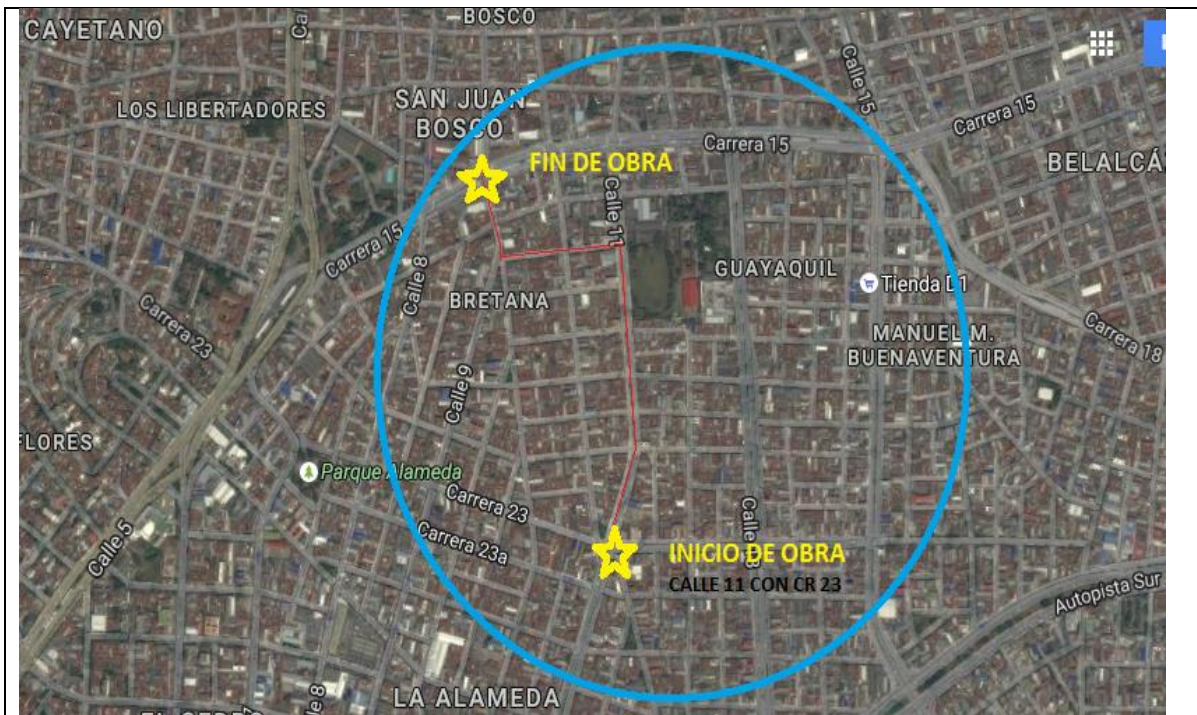 BOSCO
CAYETANO
Calle 15
LOS LIBERTADORES
SAN JUAN
BOSCO
Carrera 15
Carrera 15
FIN DE OBRA
BELALCÁ
Calle 11
Carrera 15
Calle 8
GUAYAQUIL
Tienda D1
BRETANA
Carrera 23
MANUEL M.
BUENAVENTURA
Carrera 18
Calle 9
FLORES
Parque Alameda
Carrera 23
Carrera 23a
Calle 5
INICIO DE OBRA
CALLE 11 CON CR 23
Autopista Sur
LA ALAMEDA
Calle 8